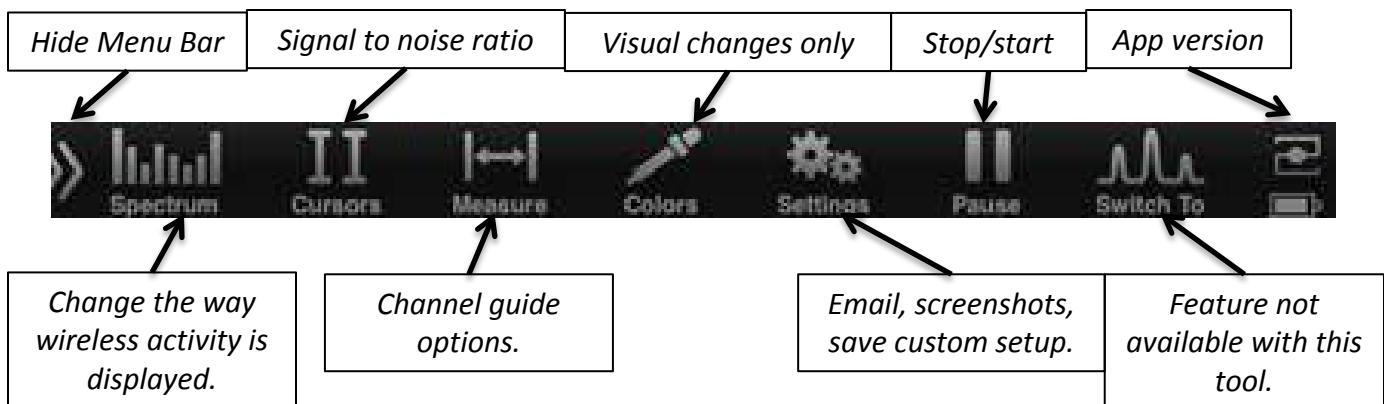 Hide Menu Bar
Signal to noise ratio
Visual changes only
Stop/start
App version
Spectrum
Cursors
Measure
Colors
Settings
Pause
Switch To
Change the way
wireless activity is
displayed.
Channel guide
options.
Email, screenshots,
save custom setup.
Feature not
available with this
tool.